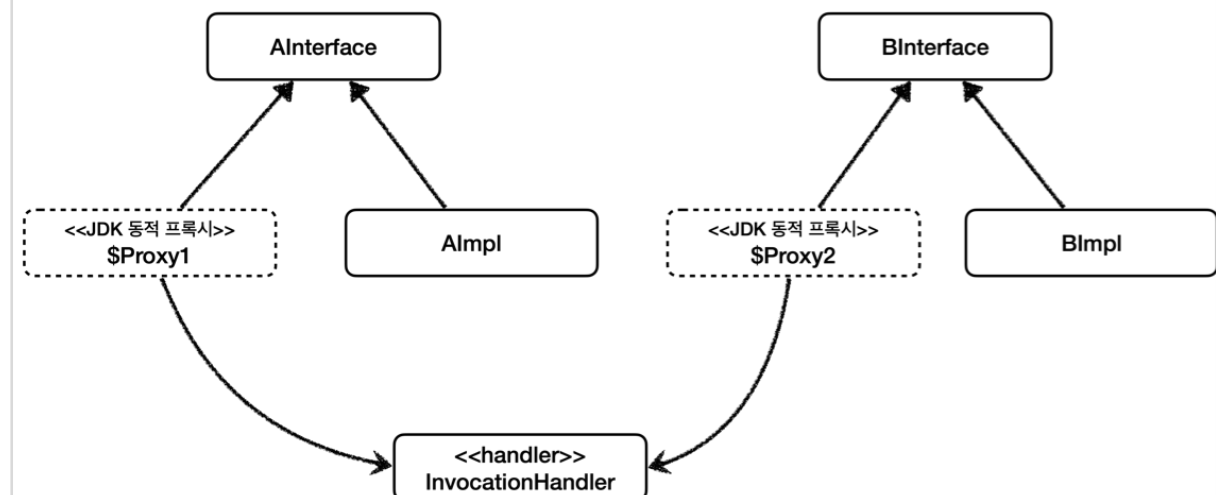 AInterface
BInterface
<<JDK 동적 프록시>>
$Proxy1
AImpl
<<JDK 동적 프록시>>
$Proxy2
BImpl
<<handler>>
InvocationHandler